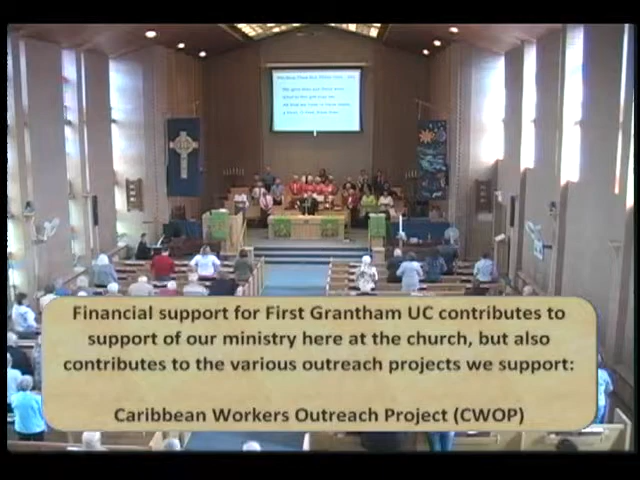 Financial support for First Grantham UC contributes to
support of our ministry here at the church, but also
contributes to the various outreach projects we support:
Caribbean Workers Outreach Project (CWOP)